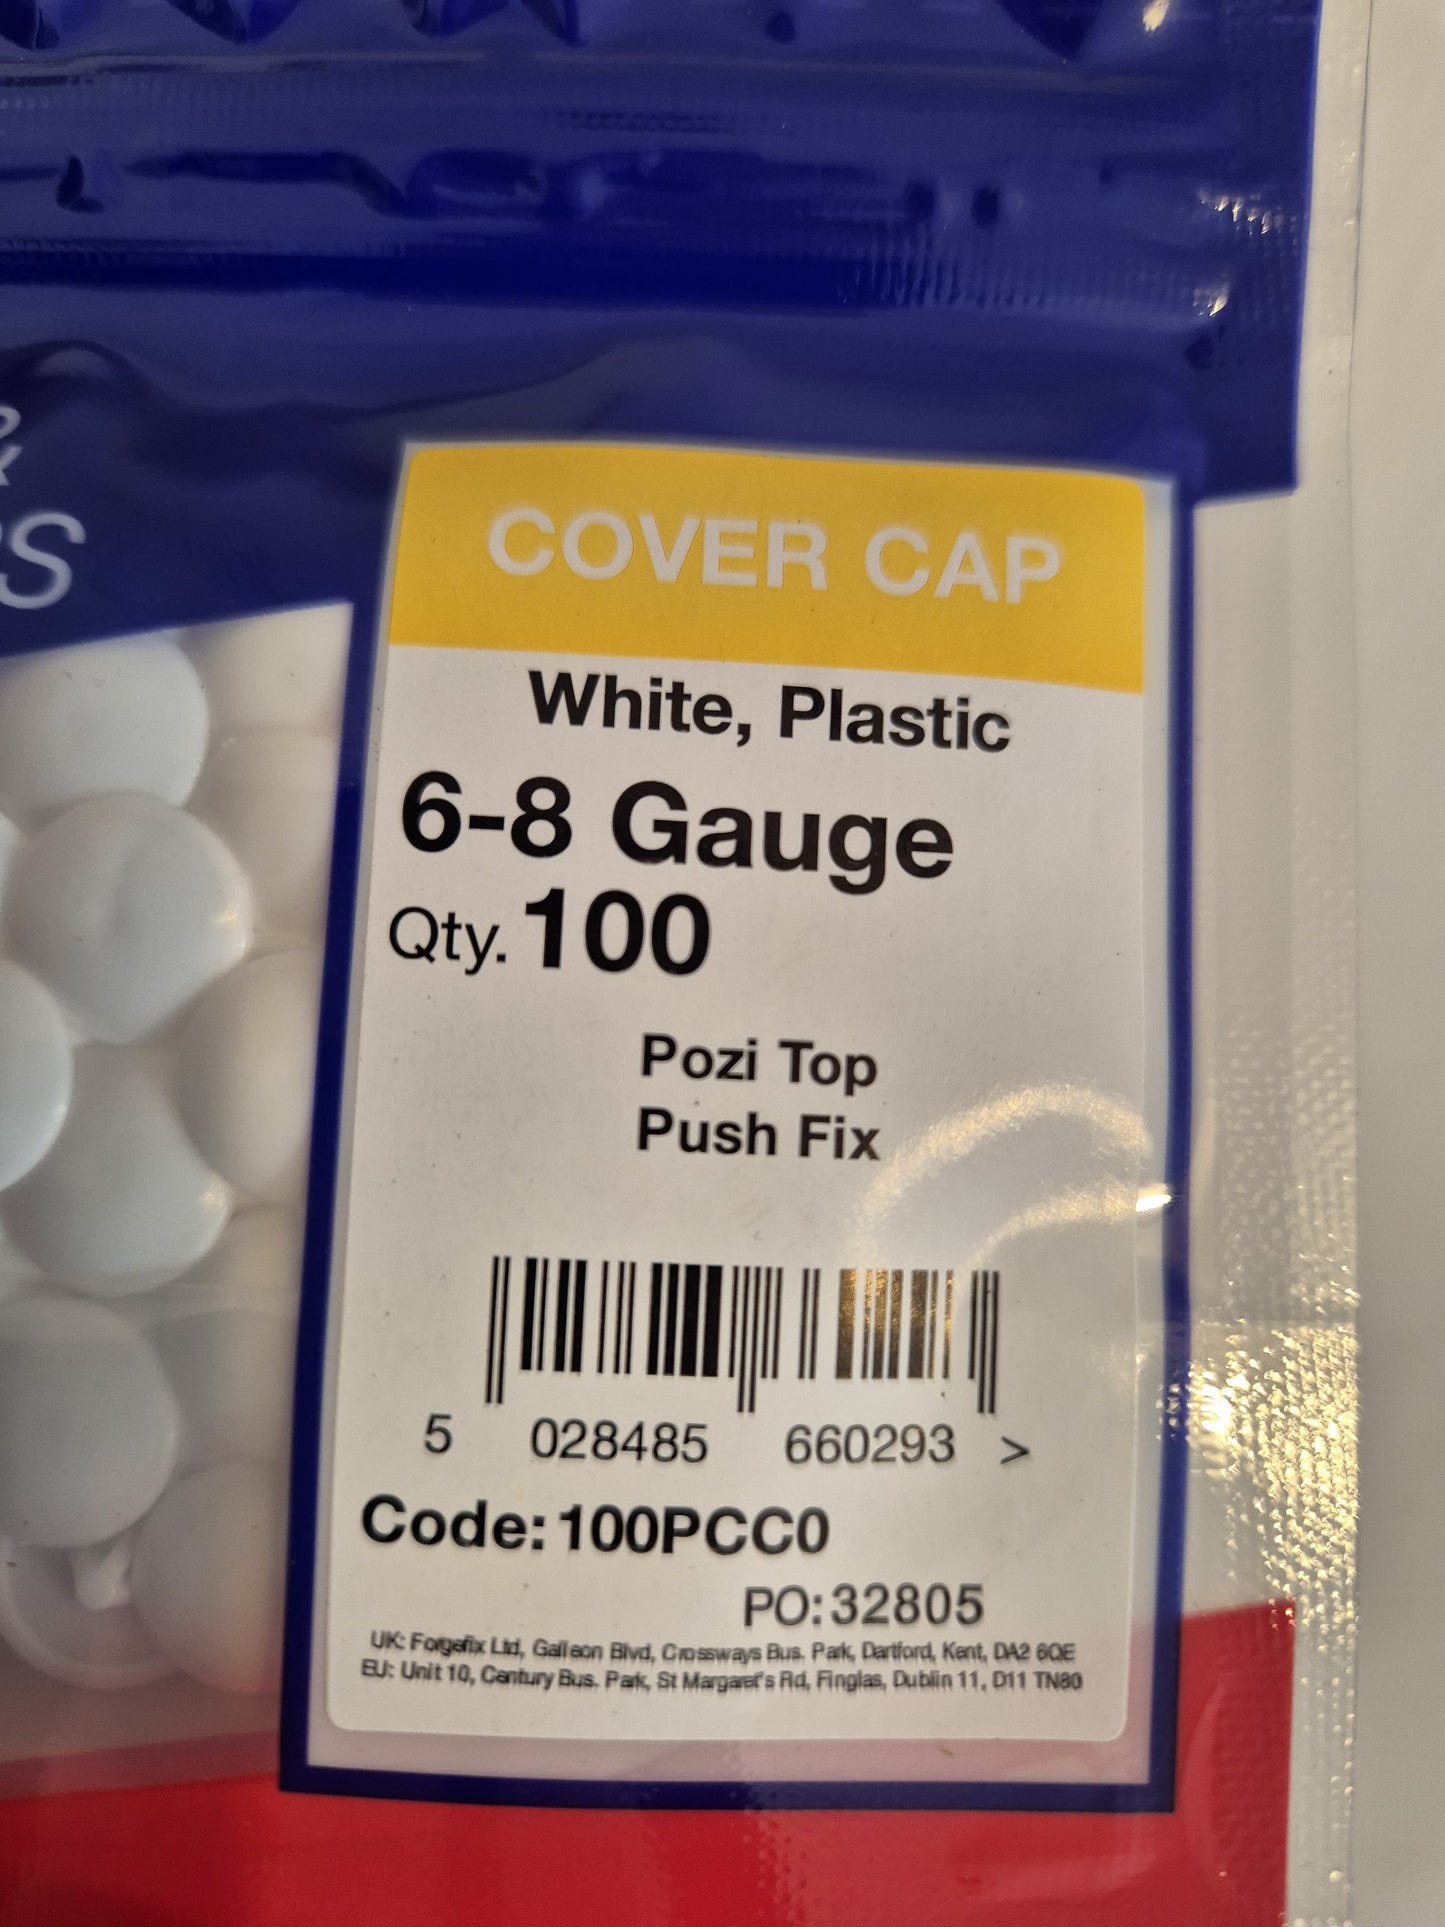 &
COVER CAP
White, Plastic
6-8 Gauge
Qty. 100
Pozi Top
Push Fix
5 028485 660293 >
Code: 100PCC0
PO: 32805
UK: Forgefix Ltd, Galleon Blvd, Crossways Bus. Park, Dartford, Kent, DA2 6QE
EU: Unit 10, Century Bus. Park, St Margaret's Rd, Finglas, Dublin 11, D11 TN80